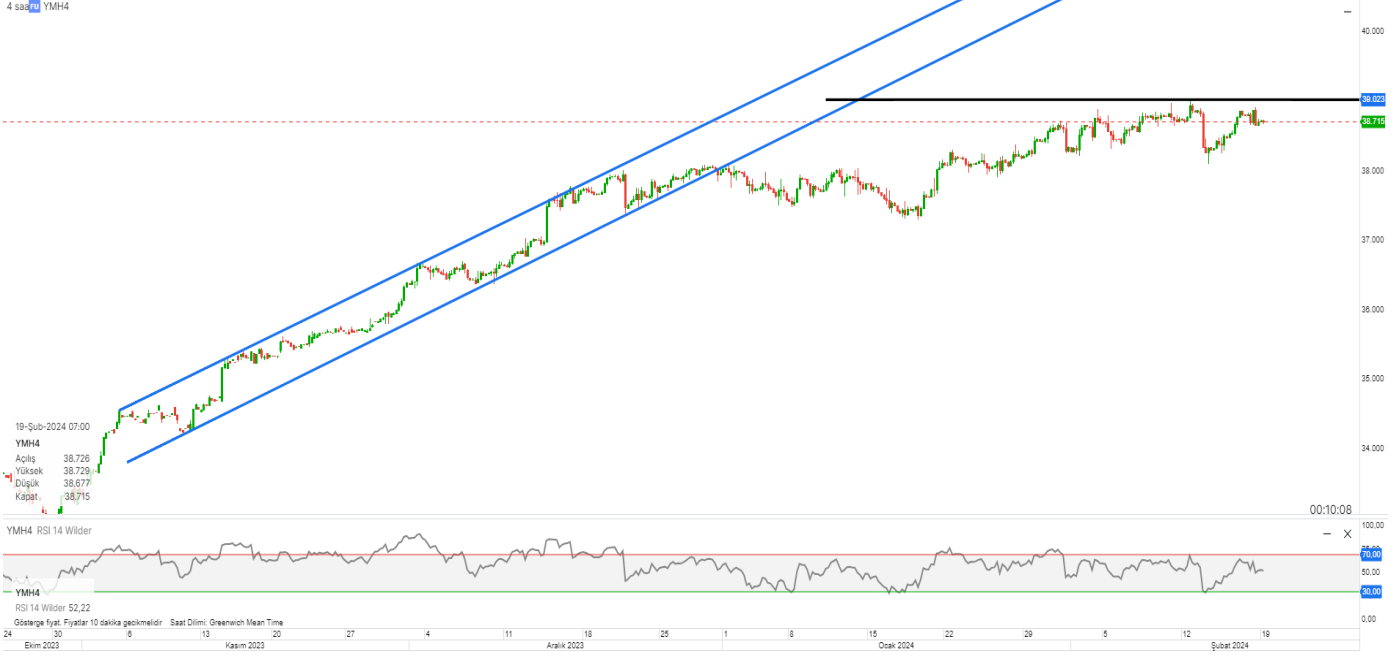 4 saa ru YMH4
40.000
39.023
38.715
38.000
37.000
36.000
35.000
34.000
19-Şub-2024 07:00
YMH4
Açılış 38.726
Yüksek 38.729
Düşük 38.677
Kapat 38.715
00:10:08
YMH4 RSI 14 Wilder
100,00
70,00
50,00
30,00
0,00
YMH4
RSI 14 Wilder 52,22
Gösterge fiyat. Fiyatlar 10 dakika gecikmelidir Saat Dilimi: Greenwich Mean Time
24 30 6 13 20 27 4 11 18 25 1 8 15 22 29 5 12 19
Ekim 2023 Kasım 2023 Aralık 2023 Ocak 2024 Şubat 2024